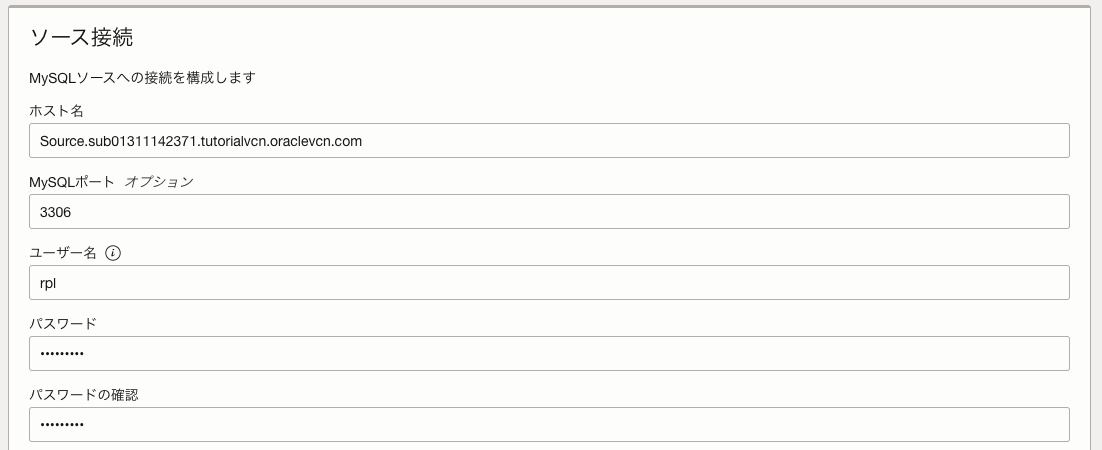 ソース接続
MySQLソースへの接続を構成します
ホスト名
Source.sub01311142371.tutorialvcn.oraclevcn.com
MySQLポート オプション
3306
ユーザー名
rpl
パスワード
•••••••••
パスワードの確認
•••••••••